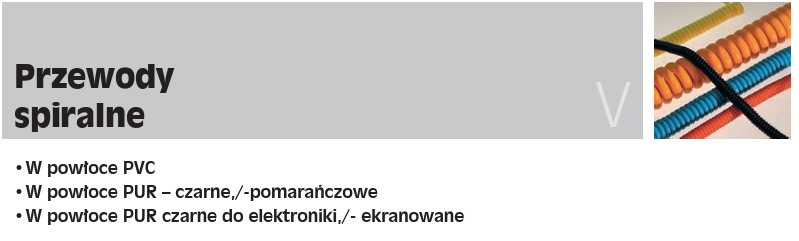 Przewody
spiralne
V
• W powłoce PVC
• W powłoce PUR – czarne,/-pomarańczowe
• W powłoce PUR czarne do elektroniki,/- ekranowane